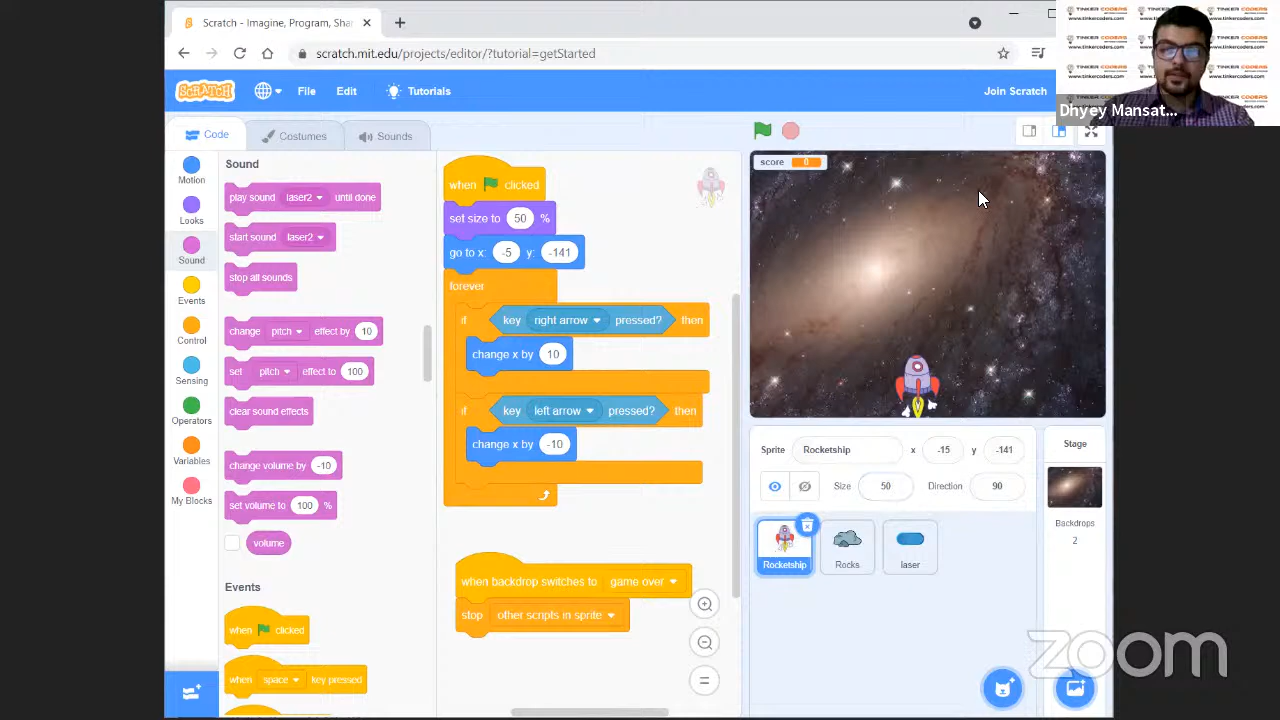 Scratch - Imagine, Program, Shar
scratch.mit.edu/projects/editor/?tutorial=getStarted
SCRATCH
File
Edit
Join Scratch
Dhyey Mansat...
TINKER CODERS
www.tinkercoders.com
Code
Costumes
Sounds
Motion
Looks
Sound
Events
Control
Sensing
Operators
Variables
My Blocks
Sound
play sound laser2 until done
start sound laser2
stop all sounds
change pitch effect by 10
set pitch effect to 100
clear sound effects
change volume by -10
set volume to 100 %
volume
Events
when clicked
when space key pressed
when clicked
set size to 50 %
go to x: -5 y: -141
forever
if key right arrow pressed? then
change x by 10
if key left arrow pressed? then
change x by -10
when backdrop switches to game over
stop other scripts in sprite
score 0
Sprite Rocketship x -15 y -141
Size 50 Direction 90
Rocketship
Rocks
laser
Stage
Backdrops
2
zoom